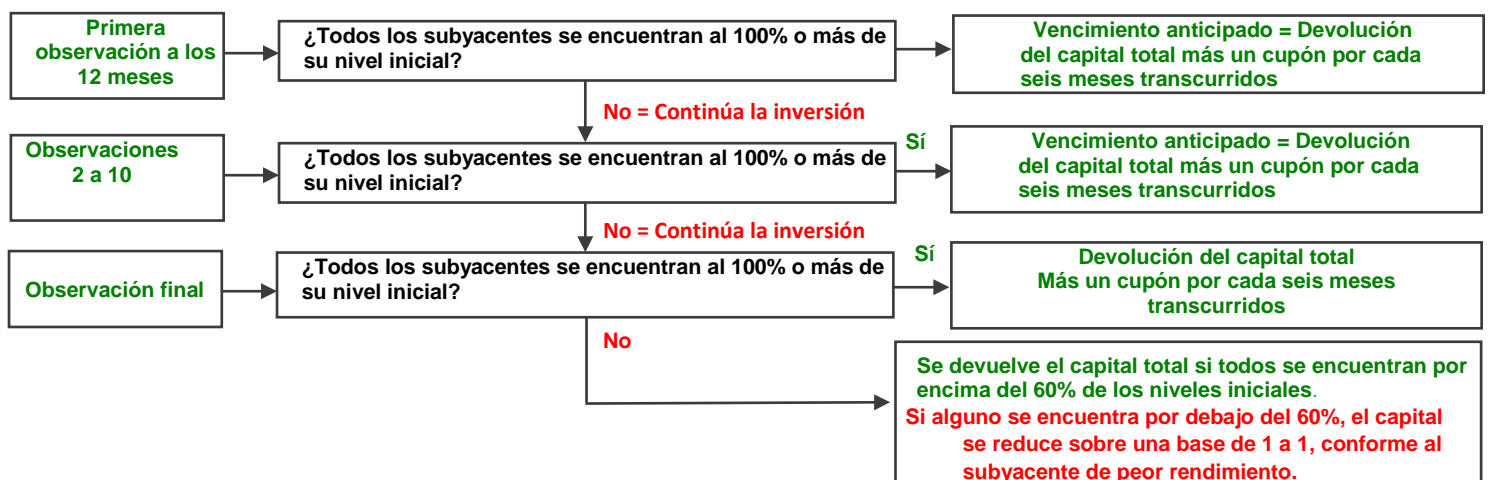 Primera
observación a los
12 meses
¿Todos los subyacentes se encuentran al 100% o más de
su nivel inicial?
Vencimiento anticipado = Devolución
del capital total más un cupón por cada
seis meses transcurridos
No = Continúa la inversión
Observaciones
2 a 10
¿Todos los subyacentes se encuentran al 100% o más de
su nivel inicial?
Sí
Vencimiento anticipado = Devolución
del capital total más un cupón por cada
seis meses transcurridos
No = Continúa la inversión
Observación final
¿Todos los subyacentes se encuentran al 100% o más de
su nivel inicial?
Sí
Devolución del capital total
Más un cupón por cada seis meses
transcurridos
No
Se devuelve el capital total si todos se encuentran por
encima del 60% de los niveles iniciales.
Si alguno se encuentra por debajo del 60%, el capital
se reduce sobre una base de 1 a 1, conforme al
subyacente de peor rendimiento.